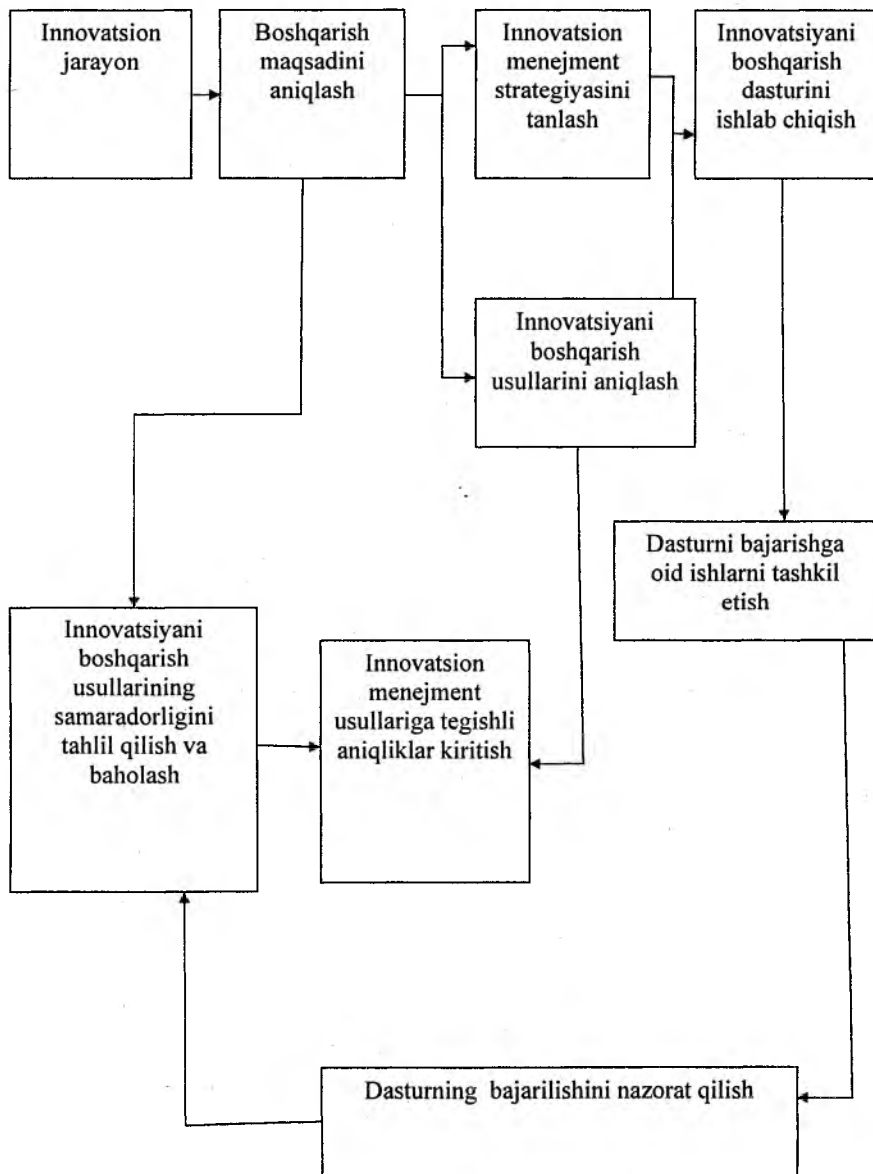 Innovatsion
jarayon
Boshqarish
maqsadini
aniqlash
Innovatsion
menejment
strategiyasini
tanlash
Innovatsiyani
boshqarish
dasturini
ishlab chiqish
Innovatsiyani
boshqarish
usullarini aniqlash
Dasturni bajarishga
oid ishlarni tashkil
etish
Innovatsiyani
boshqarish
usullarining
samaradorligini
tahlil qilish va
baholash
Innovatsion
menejment
usullariga tegishli
aniqliklar kiritish
Dasturning bajarilishini nazorat qilish